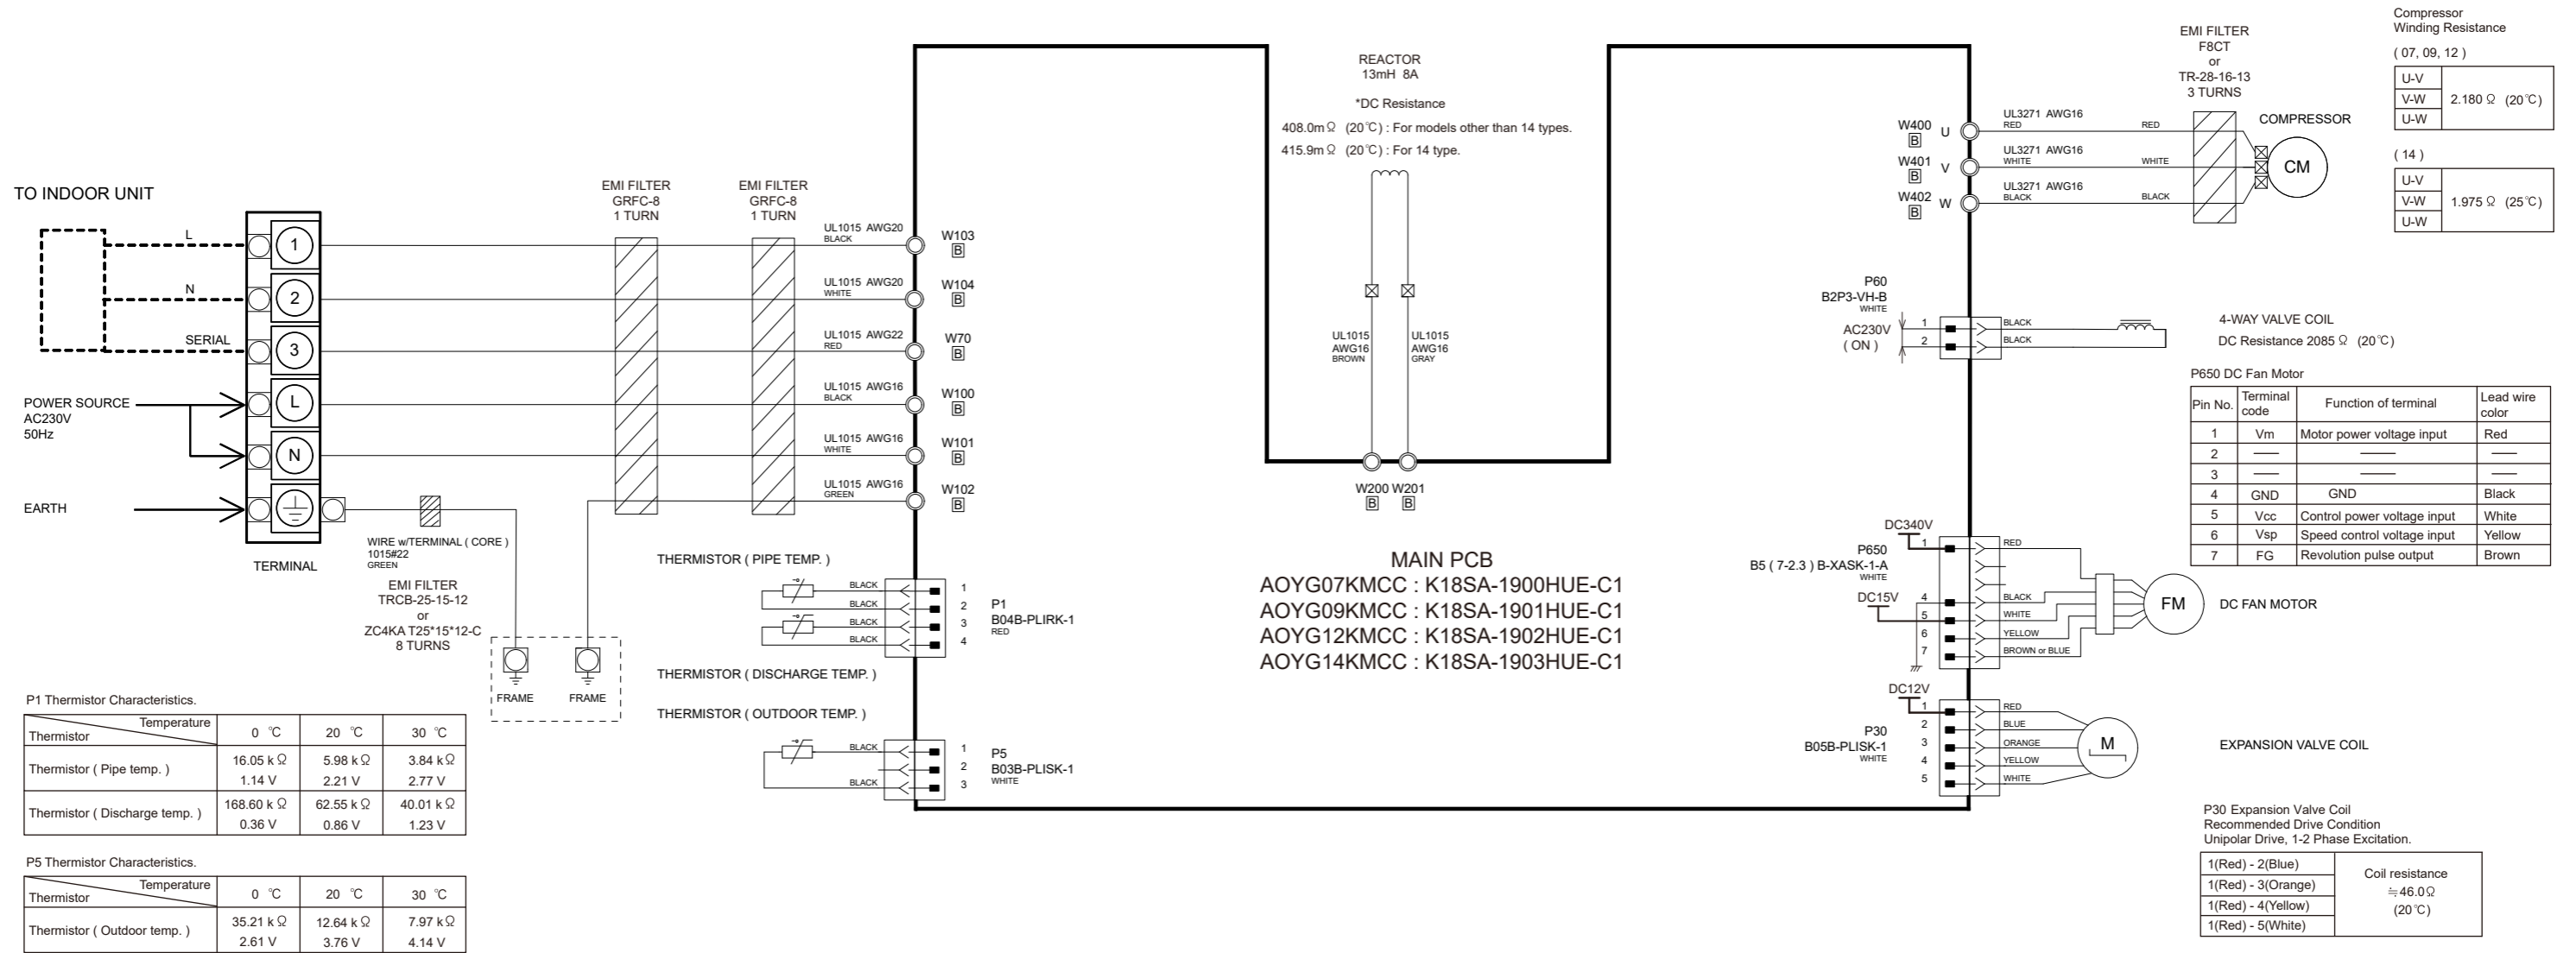 TO INDOOR UNIT
L
N
SERIAL
POWER SOURCE
AC230V
50Hz
EARTH
1
2
3
L
N
TERMINAL
WIRE w/TERMINAL ( CORE )
1015#22
GREEN
EMI FILTER
TRCB-25-15-12
or
ZC4KA T25*15*12-C
8 TURNS
FRAME
FRAME
EMI FILTER
GRFC-8
1 TURN
EMI FILTER
GRFC-8
1 TURN
UL1015 AWG20
BLACK
W103
B
UL1015 AWG20
WHITE
W104
B
UL1015 AWG22
RED
W70
B
UL1015 AWG16
BLACK
W100
B
UL1015 AWG16
WHITE
W101
B
UL1015 AWG16
GREEN
W102
B
THERMISTOR ( PIPE TEMP. )
BLACK
BLACK
BLACK
BLACK
1
2
3
4
P1
B04B-PLIRK-1
RED
THERMISTOR ( DISCHARGE TEMP. )
THERMISTOR ( OUTDOOR TEMP. )
BLACK
BLACK
1
2
3
P5
B03B-PLISK-1
WHITE
P1 Thermistor Characteristics.
Temperature
Thermistor
0 ℃
20 ℃
30 ℃
Thermistor ( Pipe temp. )
16.05 k Ω
5.98 k Ω
3.84 k Ω
1.14 V
2.21 V
2.77 V
Thermistor ( Discharge temp. )
168.60 k Ω
62.55 k Ω
40.01 k Ω
0.36 V
0.86 V
1.23 V
P5 Thermistor Characteristics.
Temperature
Thermistor
0 ℃
20 ℃
30 ℃
Thermistor ( Outdoor temp. )
35.21 k Ω
12.64 k Ω
7.97 k Ω
2.61 V
3.76 V
4.14 V
REACTOR
13mH 8A
*DC Resistance
408.0m Ω (20℃) : For models other than 14 types.
415.9m Ω (20℃) : For 14 type.
UL1015
AWG16
BROWN
UL1015
AWG16
GRAY
W200 W201
B B
MAIN PCB
AOYG07KMCC : K18SA-1900HUE-C1
AOYG09KMCC : K18SA-1901HUE-C1
AOYG12KMCC : K18SA-1902HUE-C1
AOYG14KMCC : K18SA-1903HUE-C1
W400
B
U
W401
B
V
W402
B
W
UL3271 AWG16
RED
RED
UL3271 AWG16
WHITE
WHITE
UL3271 AWG16
BLACK
BLACK
EMI FILTER
F8CT
or
TR-28-16-13
3 TURNS
COMPRESSOR
CM
Compressor
Winding Resistance
( 07, 09, 12 )
U-V
V-W
U-W
2.180 Ω (20℃)
( 14 )
U-V
V-W
U-W
1.975 Ω (25℃)
P60
B2P3-VH-B
WHITE
AC230V
( ON )
1
2
BLACK
BLACK
4-WAY VALVE COIL
DC Resistance 2085 Ω (20℃)
P650 DC Fan Motor
Pin No.
Terminal code
Function of terminal
Lead wire color
1 Vm Motor power voltage input Red
2
3
4 GND GND Black
5 Vcc Control power voltage input White
6 Vsp Speed control voltage input Yellow
7 FG Revolution pulse output Brown
DC340V
P650
B5 ( 7-2.3 ) B-XASK-1-A
WHITE
DC15V
1
4
5
6
7
RED
BLACK
WHITE
YELLOW
BROWN or BLUE
FM
DC FAN MOTOR
DC12V
P30
B05B-PLISK-1
WHITE
1
2
3
4
5
RED
BLUE
ORANGE
YELLOW
WHITE
M
EXPANSION VALVE COIL
P30 Expansion Valve Coil
Recommended Drive Condition
Unipolar Drive, 1-2 Phase Excitation.
1(Red) - 2(Blue)
1(Red) - 3(Orange)
1(Red) - 4(Yellow)
1(Red) - 5(White)
Coil resistance
≒46.0Ω
(20℃)